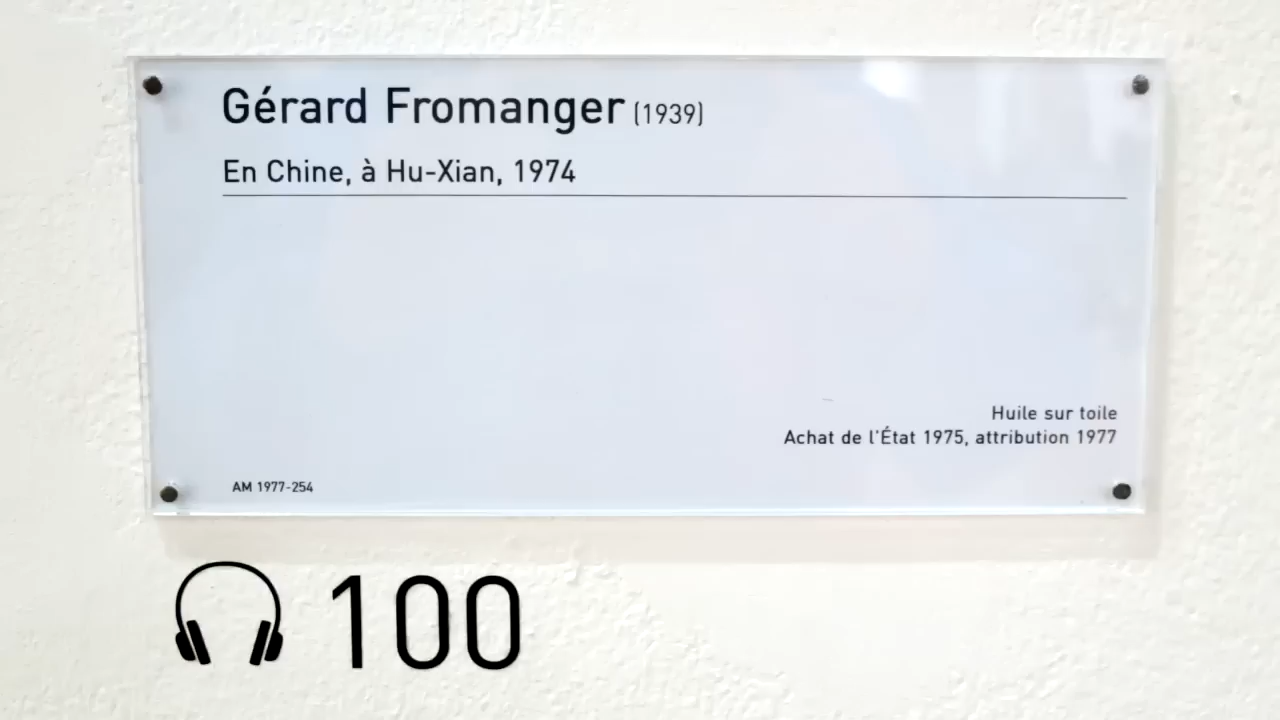 Gérard Fromanger (1939)
En Chine, à Hu-Xian, 1974
Huile sur toile
Achat de l'État 1975, attribution 1977
AM 1977-254
100